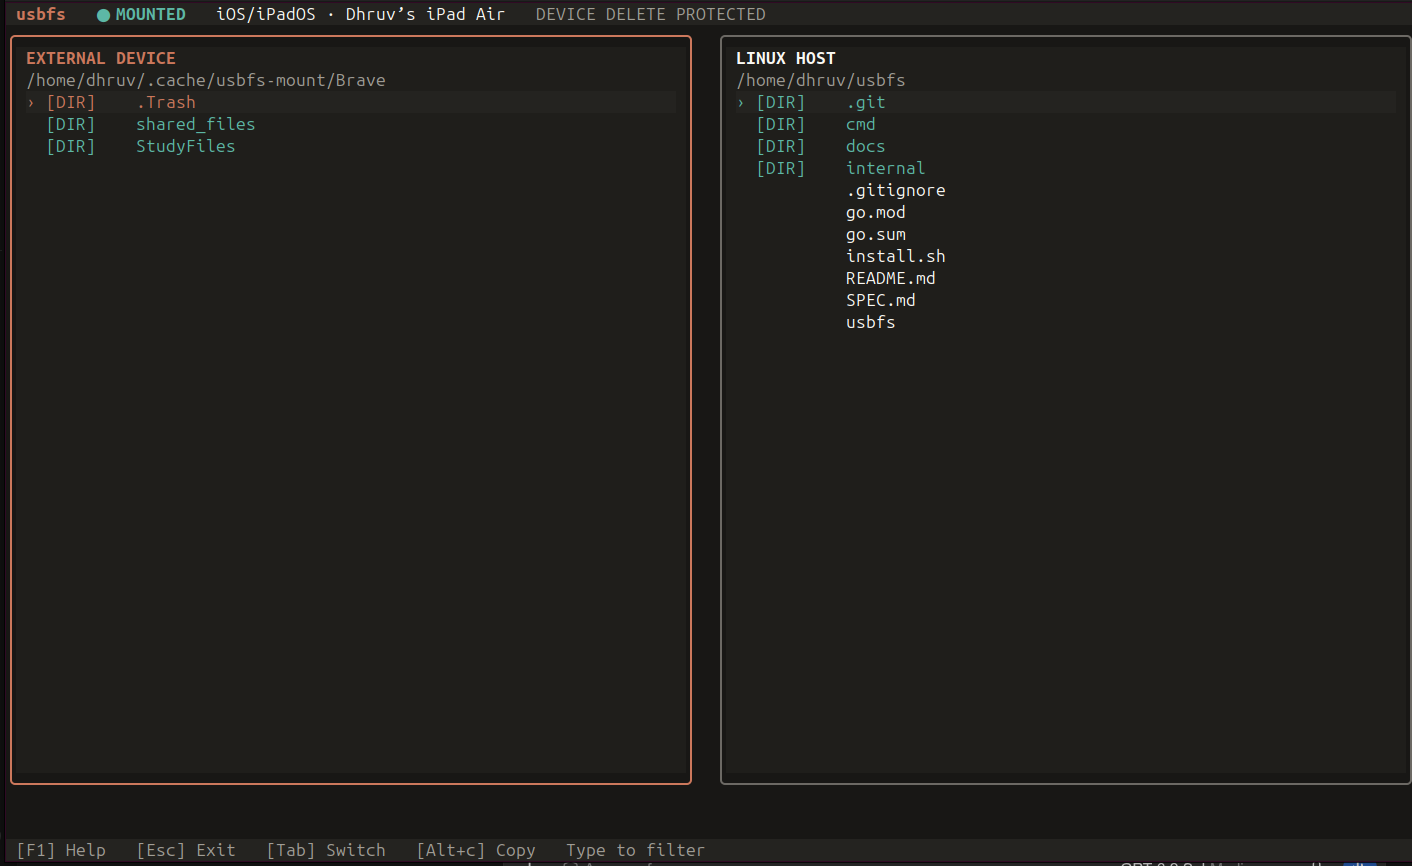 usbfs ● MOUNTED iOS/iPadOS · Dhruv’s iPad Air DEVICE DELETE PROTECTED
EXTERNAL DEVICE
/home/dhruv/.cache/usbfs-mount/Brave
› [DIR] .Trash
[DIR] shared_files
[DIR] StudyFiles
LINUX HOST
/home/dhruv/usbfs
› [DIR] .git
[DIR] cmd
[DIR] docs
[DIR] internal
.gitignore
go.mod
go.sum
install.sh
README.md
SPEC.md
usbfs
[F1] Help [Esc] Exit [Tab] Switch [Alt+c] Copy Type to filter